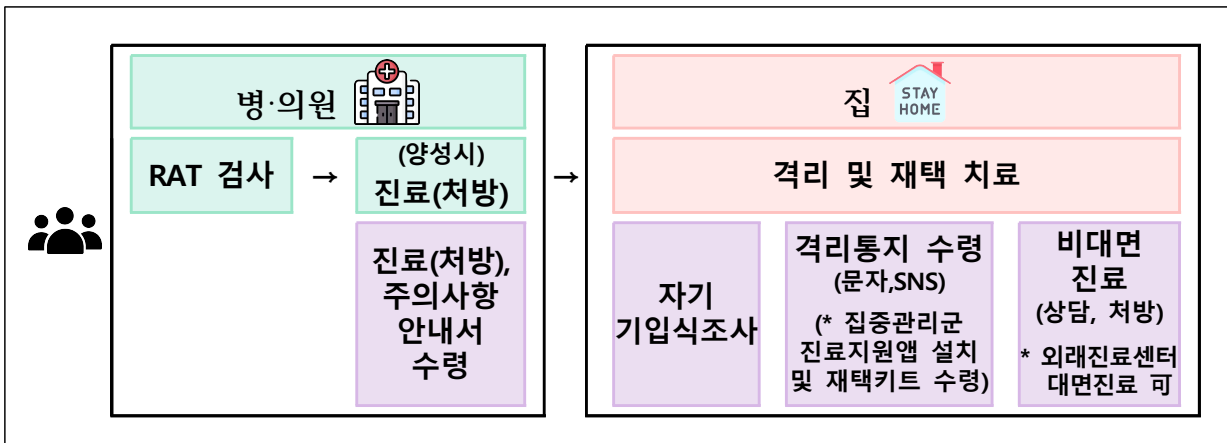 병·의원
RAT 검사
→
(양성시)
진료(처방)
진료(처방),
주의사항
안내서
수령
→
집
STAY
HOME
격리 및 재택 치료
자기
기입식조사
격리통지 수령
(문자,SNS)
(* 집중관리군
진료지원앱 설치
및 재택키트 수령)
비대면
진료
(상담, 처방)
* 외래진료센터
대면진료 可